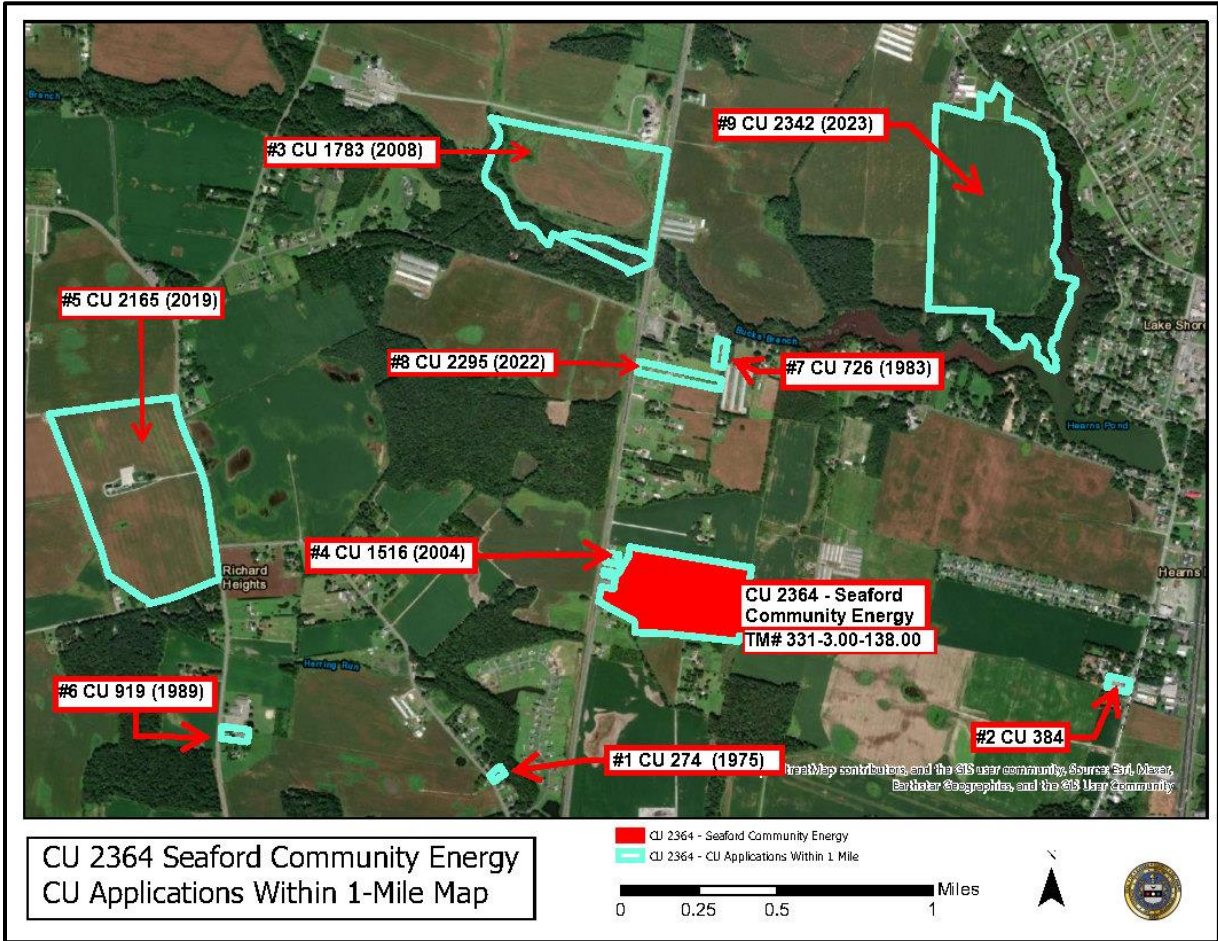 Branch
#3 CU 1783 (2008)
#9 CU 2342 (2023)
#5 CU 2165 (2019)
Lake Shore
Bucks Branch
#8 CU 2295 (2022)
#7 CU 726 (1983)
Hearns Pond
#4 CU 1516 (2004)
Richard
Heights
Hearns
CU 2364 - Seaford
Community Energy
TM# 331-3.00-138.00
Herring Run
#6 CU 919 (1989)
#2 CU 384
#1 CU 274 (1975)
StreetMap contributors, and the GIS user community, Source: Esri, Maxar,
Earthstar Geographics, and the GIS User Community
CU 2364 Seaford Community Energy
CU Applications Within 1-Mile Map
CU 2364 - Seaford Community Energy
CU 2364 - CU Applications Within 1 Mile
Miles
0 0.25 0.5 1
N